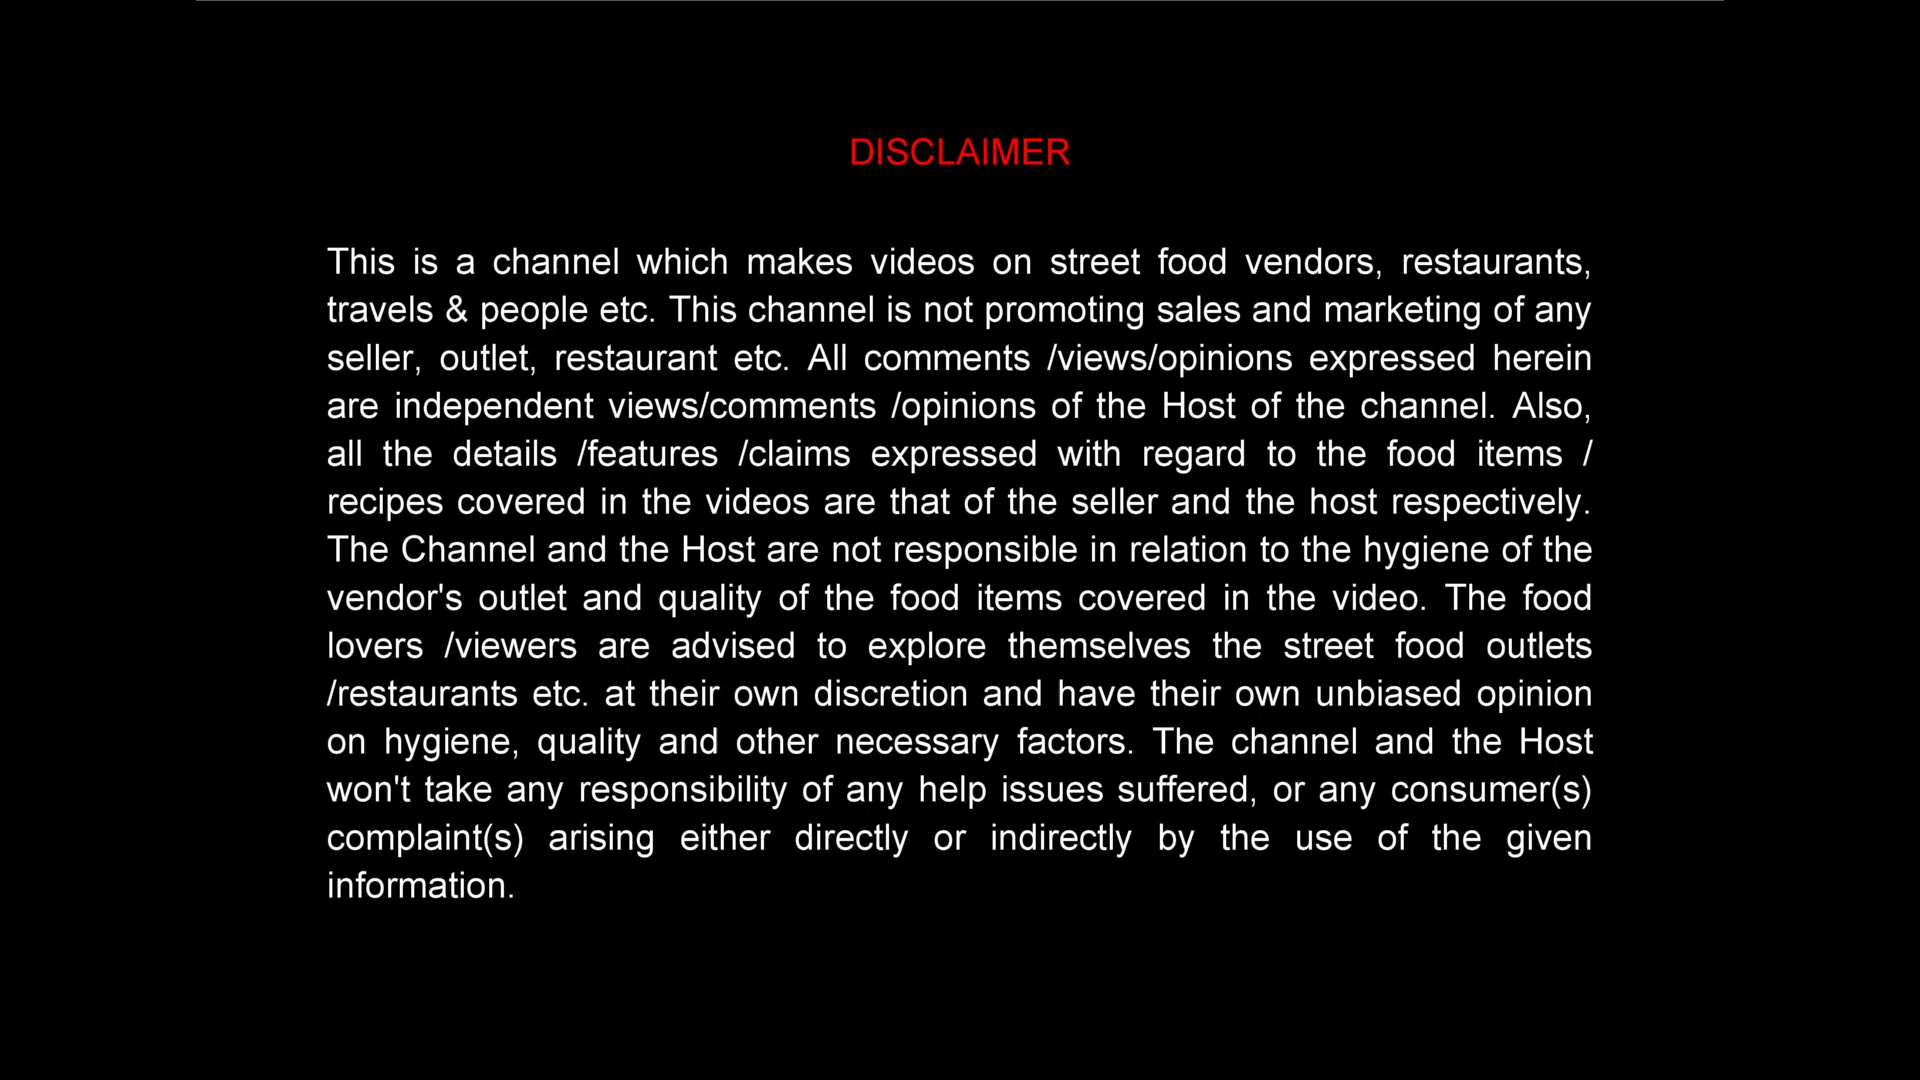 DISCLAIMER
This is a channel which makes videos on street food vendors, restaurants,
travels & people etc. This channel is not promoting sales and marketing of any
seller, outlet, restaurant etc. All comments /views/opinions expressed herein
are independent views/comments /opinions of the Host of the channel. Also,
all the details /features /claims expressed with regard to the food items /
recipes covered in the videos are that of the seller and the host respectively.
The Channel and the Host are not responsible in relation to the hygiene of the
vendor's outlet and quality of the food items covered in the video. The food
lovers /viewers are advised to explore themselves the street food outlets
/restaurants etc. at their own discretion and have their own unbiased opinion
on hygiene, quality and other necessary factors. The channel and the Host
won't take any responsibility of any help issues suffered, or any consumer(s)
complaint(s) arising either directly or indirectly by the use of the given
information.